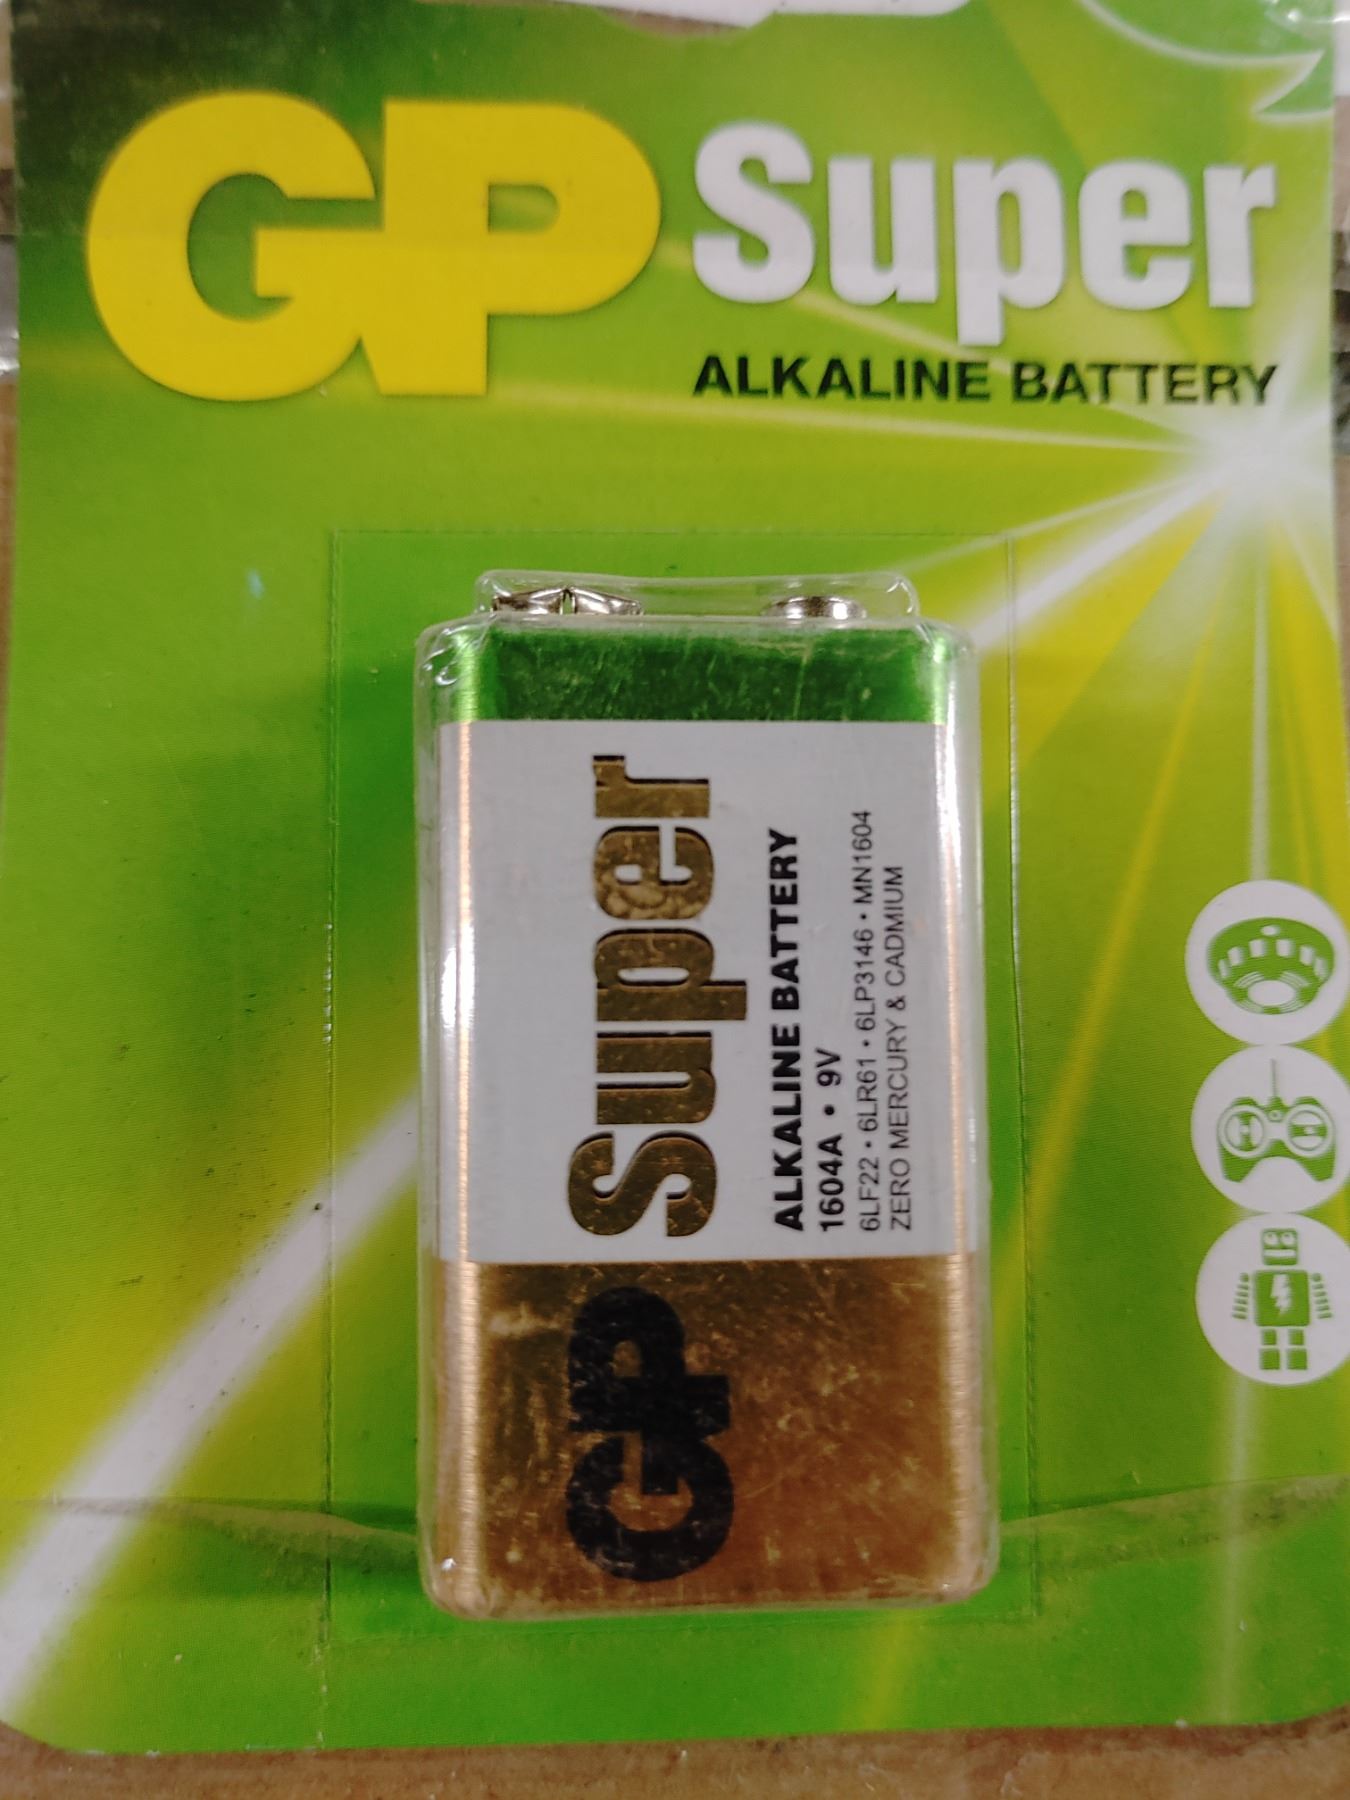 GP Super
ALKALINE BATTERY
GP Super
ALKALINE BATTERY
1604A • 9V
6LF22 • 6LR61 • 6LP3146 • MN1604
ZERO MERCURY & CADMIUM